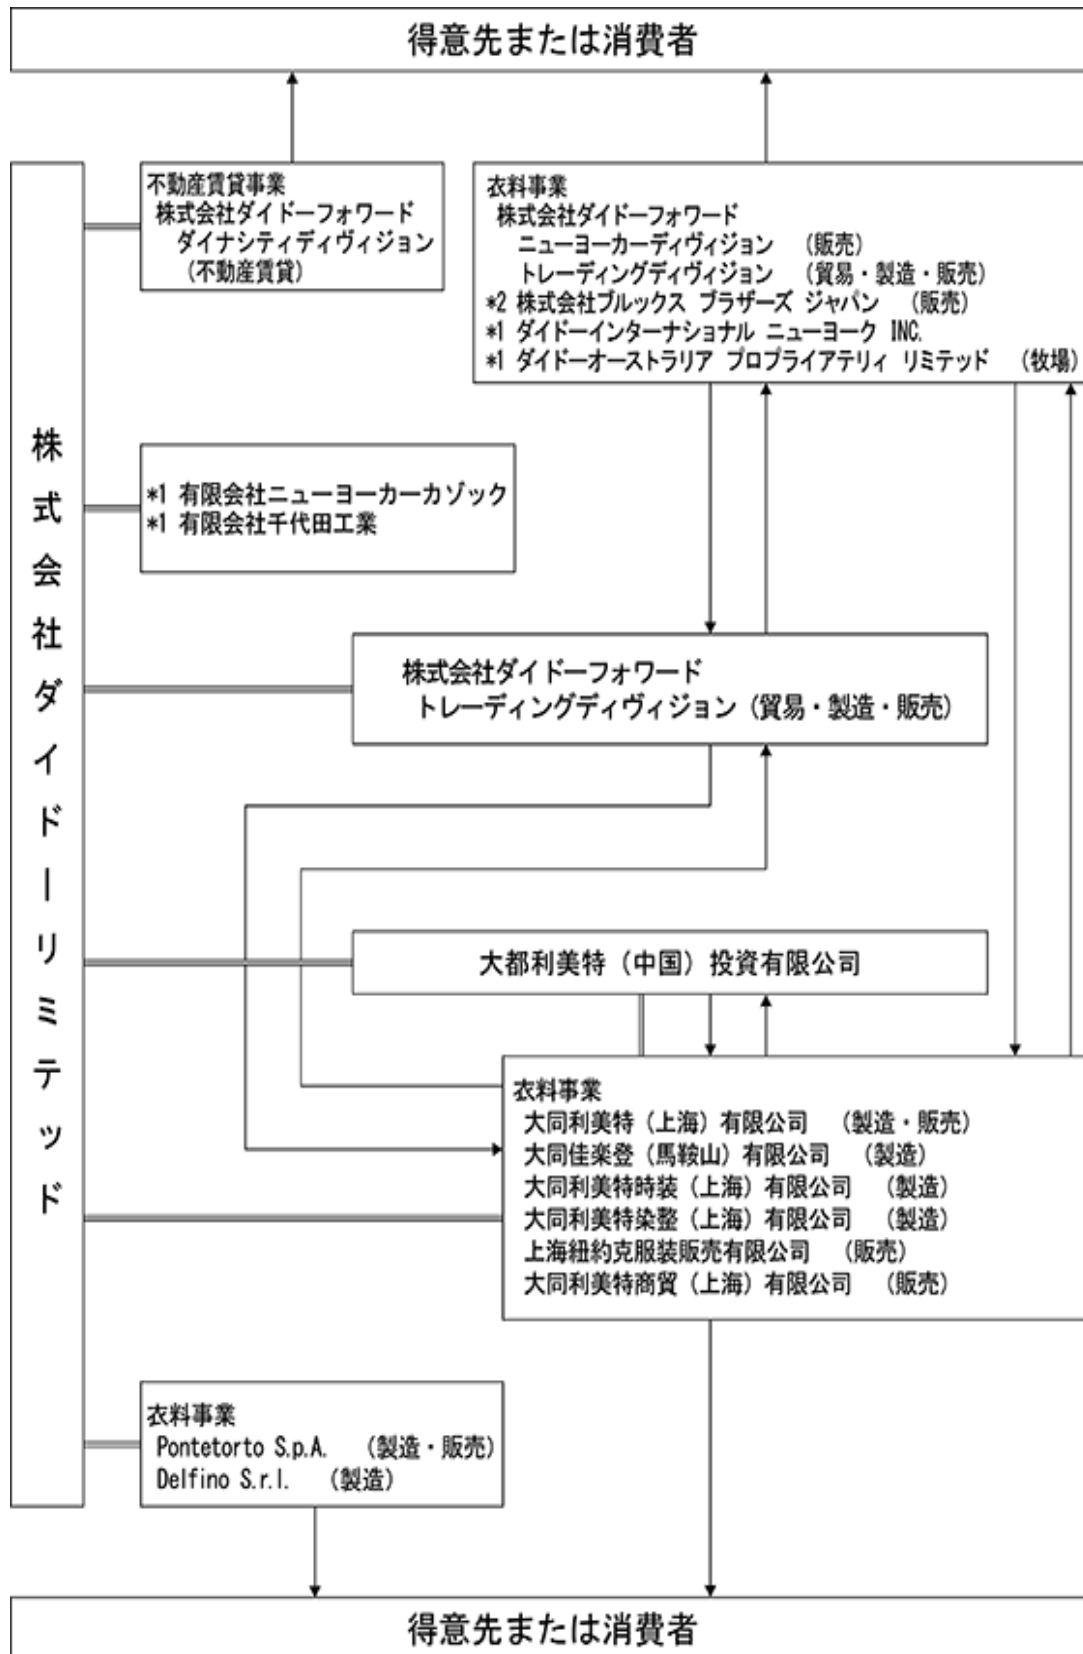 得意先または消費者
不動産賃貸事業
株式会社ダイドーフォワード
ダイナシティディヴィジョン
(不動産賃貸)
衣料事業
株式会社ダイドーフォワード
ニューヨーカーディヴィジョン (販売)
トレーディングディヴィジョン (貿易・製造・販売)
*2 株式会社ブルックス ブラザーズ ジャパン (販売)
*1 ダイドーインターナショナル ニューヨーク INC.
*1 ダイドーオーストラリア プロプライアテリィ リミテッド (牧場)
株式会社ダイドーリミテッド
*1 有限会社ニューヨーカーカゾック
*1 有限会社千代田工業
株式会社ダイドーフォワード
トレーディングディヴィジョン (貿易・製造・販売)
大都利美特 (中国) 投資有限公司
衣料事業
大同利美特 (上海) 有限公司 (製造・販売)
大同佳楽登 (馬鞍山) 有限公司 (製造)
大同利美特時装 (上海) 有限公司 (製造)
大同利美特染整 (上海) 有限公司 (製造)
上海紐約克服装販売有限公司 (販売)
大同利美特商貿 (上海) 有限公司 (販売)
衣料事業
Pontetorto S.p.A. (製造・販売)
Delfino S.r.l. (製造)
得意先または消費者